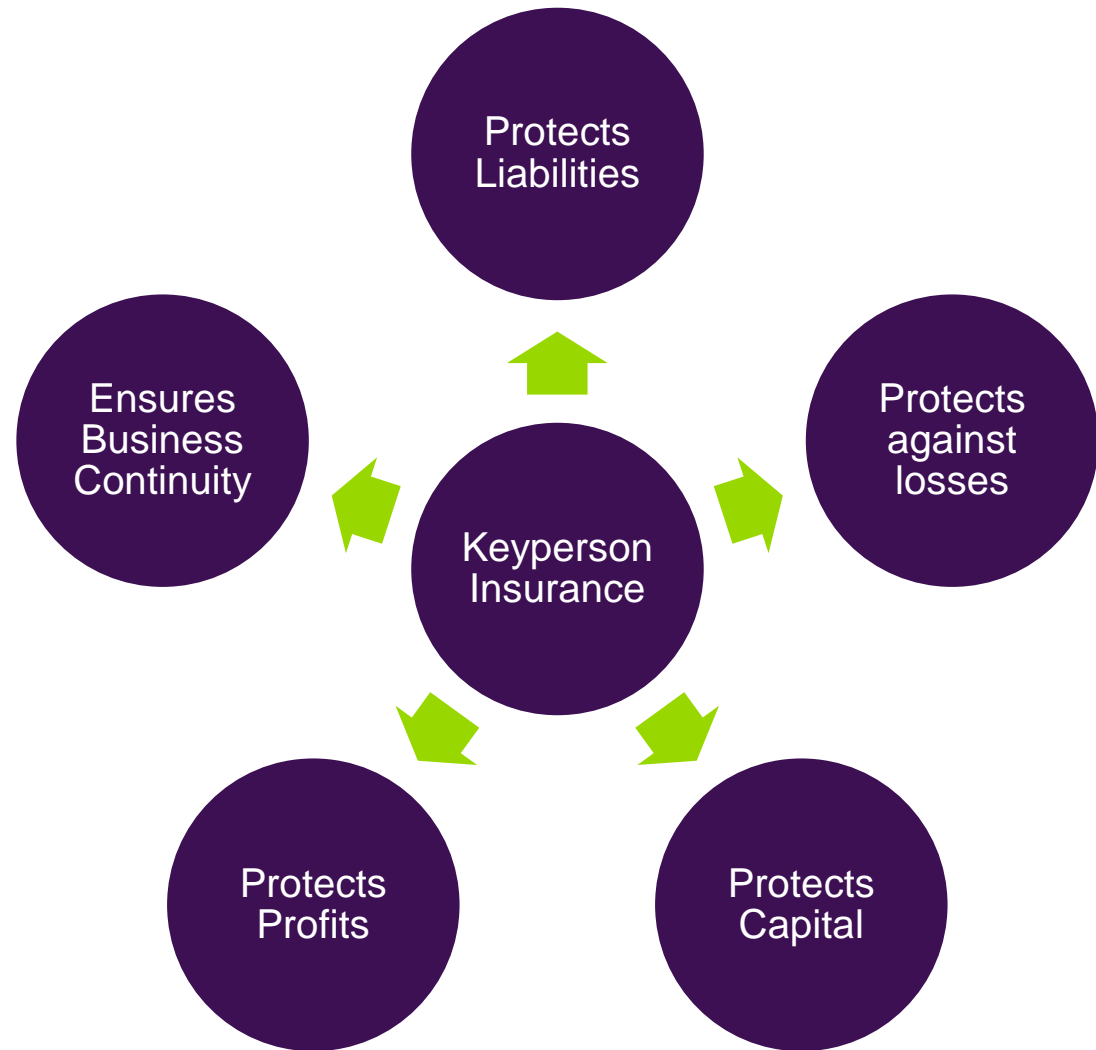 Protects
Liabilities
Ensures
Business
Continuity
Protects
against
losses
Keyperson
Insurance
Protects
Profits
Protects
Capital